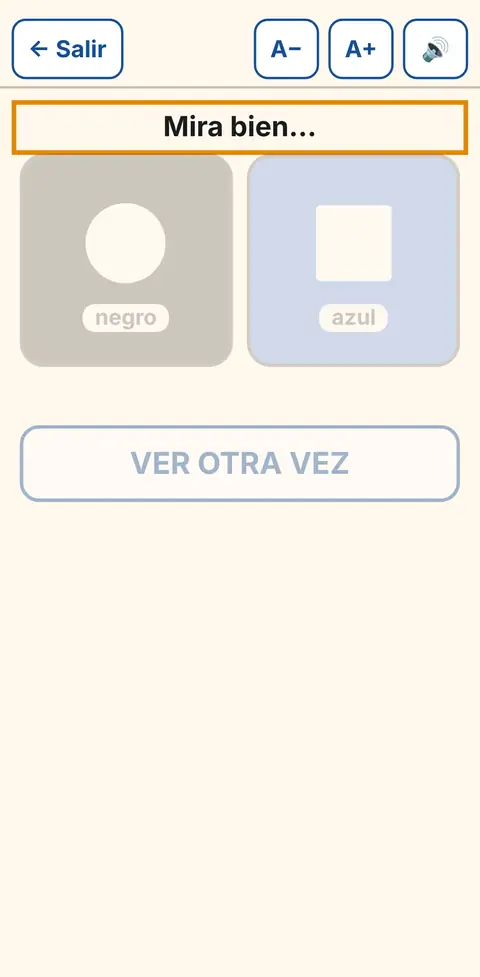 ← Salir A− A+
Mira bien...
negro azul
VER OTRA VEZ